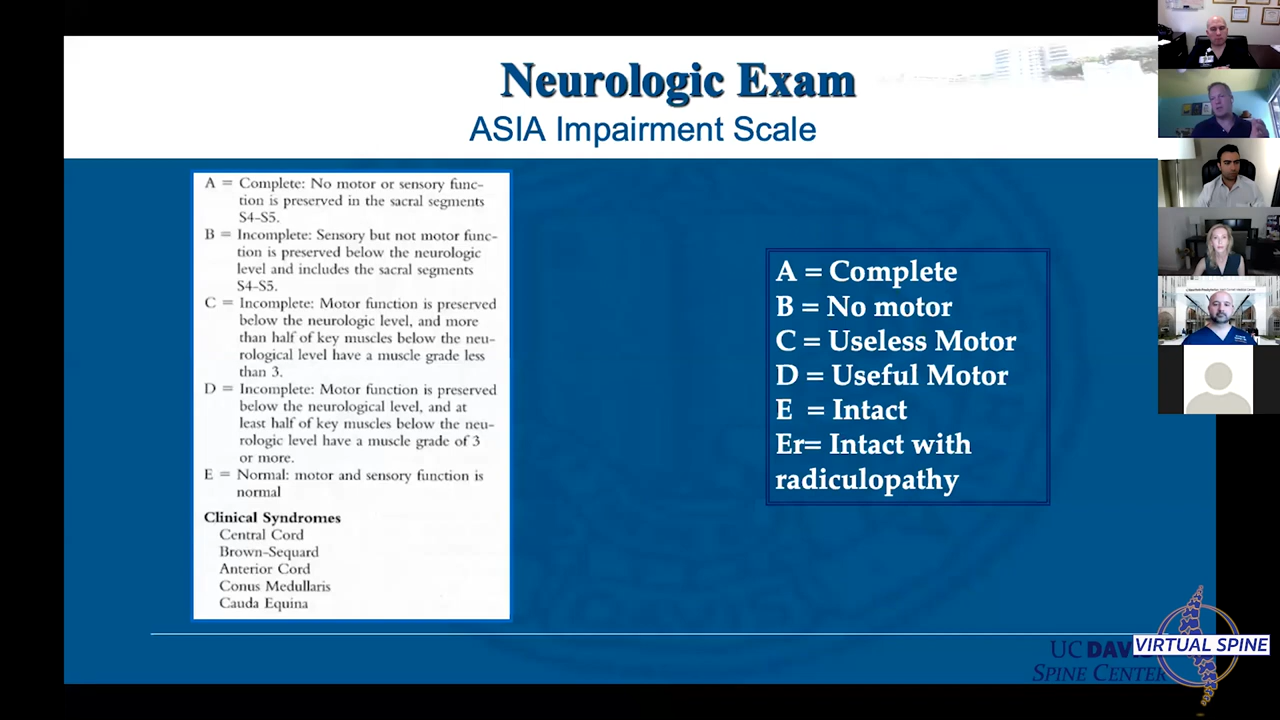 Neurologic Exam
ASIA Impairment Scale
A = Complete: No motor or sensory func-
tion is preserved in the sacral segments
S4-S5.
B = Incomplete: Sensory but not motor func-
tion is preserved below the neurologic
level and includes the sacral segments
S4-S5.
C = Incomplete: Motor function is preserved
below the neurologic level, and more
than half of key muscles below the neu-
rological level have a muscle grade less
than 3.
D = Incomplete: Motor function is preserved
below the neurological level, and at
least half of key muscles below the neu-
rologic level have a muscle grade of 3
or more.
E = Normal: motor and sensory function is
normal
Clinical Syndromes
Central Cord
Brown-Sequard
Anterior Cord
Conus Medullaris
Cauda Equina
A = Complete
B = No motor
C = Useless Motor
D = Useful Motor
E = Intact
Er= Intact with
radiculopathy
UC DAV
SPINE CENTER
VIRTUAL SPINE